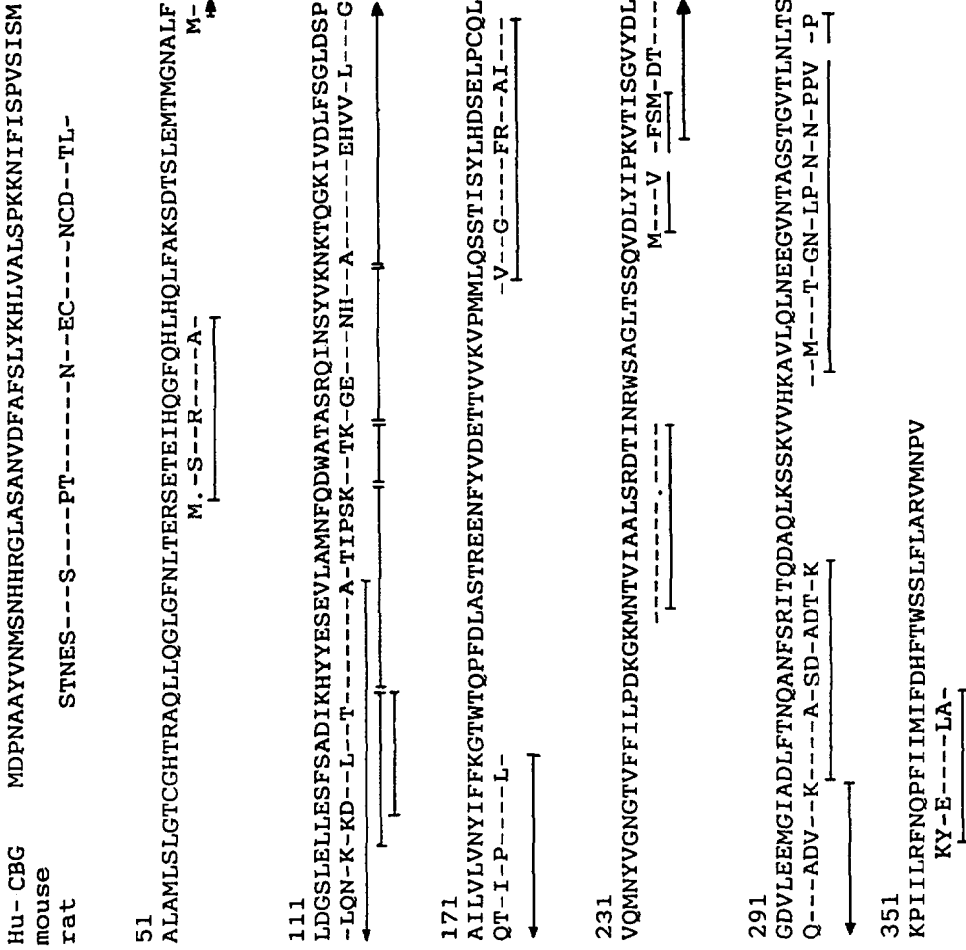 Hu- CBG MDPNAAYVNMSNHHRGLASANVDFAFSLYKHLVALSPKKNIFISPVSISM
mouse
rat STNES---S----PT------N--EC----NCD--TL-
51
ALAMLSLGTCGHTRAQLLQGLGFNLTERSETEIHQGFQHLHQLFAKSDTSLEMTMGNALF
M.-S--R----A- M-
111
LDGSLELLESFSADIKHYYESEVLAMNFQDWATASRQINSYVKNKTQGKIVDLFSGLDSP
-LQN-K-KD--L--T-------A-TIPSK--TK-GE---NH--A-------EHVV-L---G
171
AILVLVNYIFFKGTWTQPFDLASTREENFYVDETTVVKVPMMLQSSTISYLHDSELPCQL
QT-I-P-----L- -V--G-----FR--AI----
231
VQMNYVGNGTVFFILPDKGKMNTVIAALSRDTINRWSAGLTSSQVDLYIPKVTISGVYDL
--------.---- M---V -FSM-DT----
291
GDVLEEMGIADLFTNQANFSRITQDAQLKSSKVVHKAVLQLNEEGVNTAGSTGVTLNLTS
Q---ADV--K----A-SD-ADT-K --M---T-GN-LP-N-N-PPV -P
351
KPIILRFNQPFIIMIFDHFTWSSLFLARVMNPV
KY-E----LA-